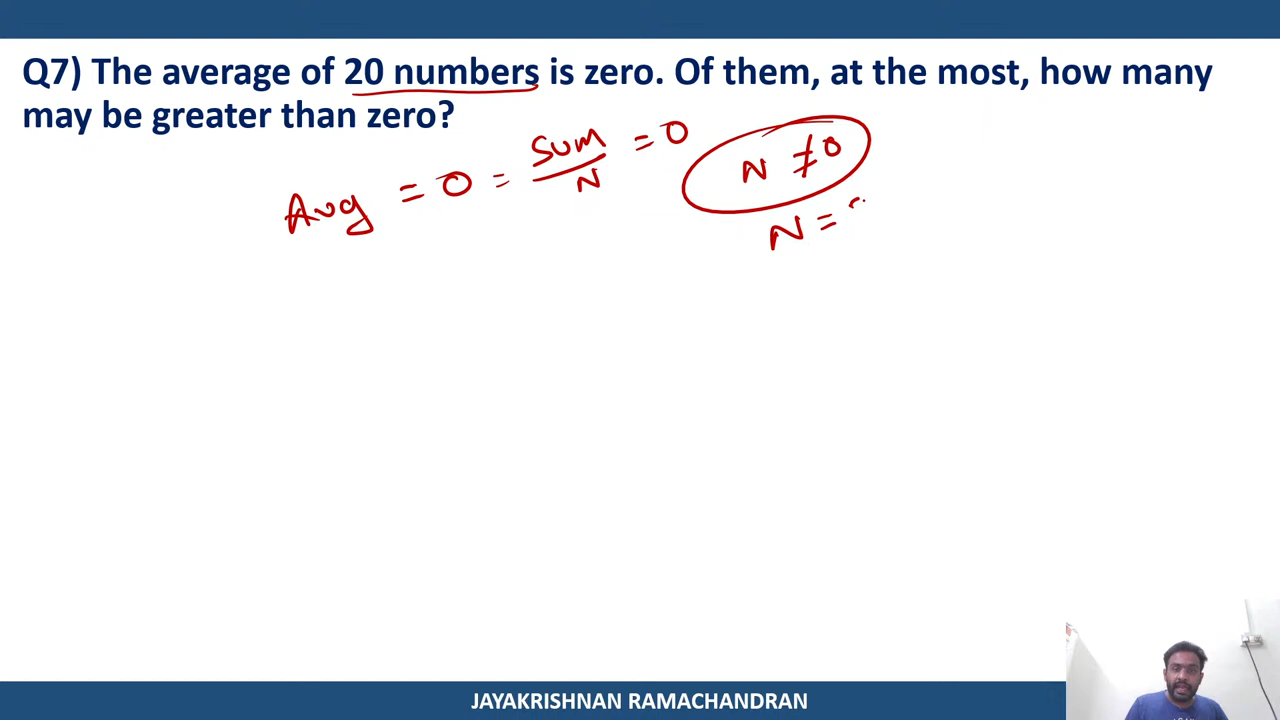 Q7) The average of 20 numbers is zero. Of them, at the most, how many
may be greater than zero?
Avg = 0 = Sum / N = 0
N ≠ 0
N =
JAYAKRISHNAN RAMACHANDRAN